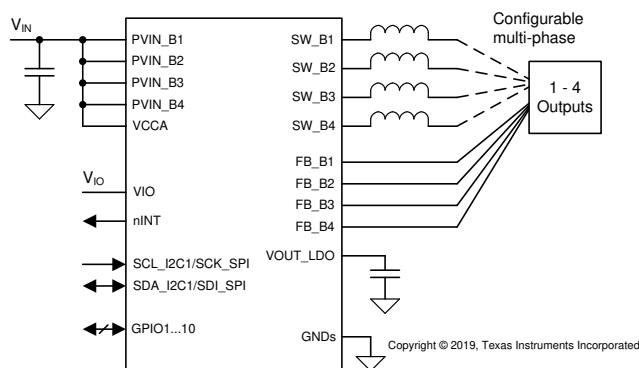 VIN
PVIN_B1
PVIN_B2
PVIN_B3
PVIN_B4
VCCA
VIO
VIO
nINT
SCL_I2C1/SCK_SPI
SDA_I2C1/SDI_SPI
GPIO1...10
SW_B1
SW_B2
SW_B3
SW_B4
FB_B1
FB_B2
FB_B3
FB_B4
VOUT_LDO
GNDs
Configurable
multi-phase
1 - 4
Outputs
Copyright © 2019, Texas Instruments Incorporated